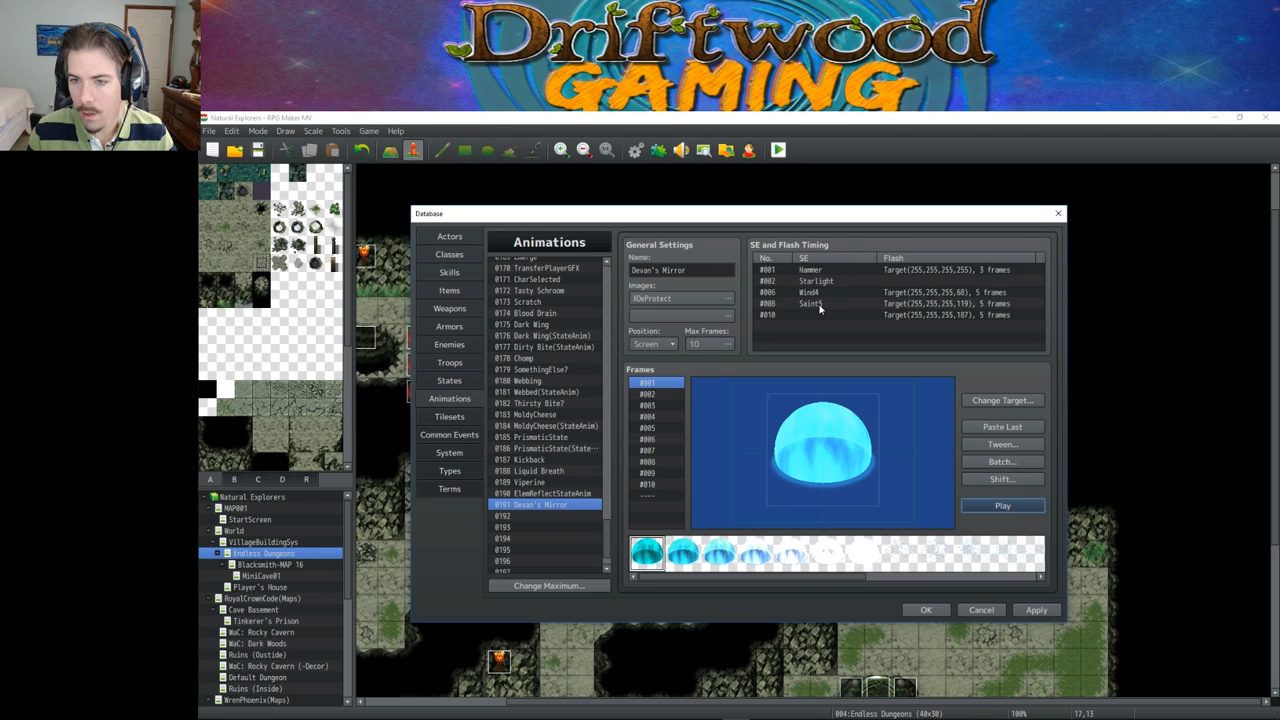 Driftwood
GAMING
Natural Explorers - RPG Maker MV
File Edit Mode Draw Scale Tools Game Help
Database
Actors
Classes
Skills
Items
Weapons
Armors
Enemies
Troops
States
Animations
Tilesets
Common Events
System
Types
Terms
Animations
0170 TransferPlayerGFX
0171 CharSelected
0172 Tasty Schroom
0173 Scratch
0174 Blood Drain
0175 Dark Wing
0176 Dark Wing(StateAnim)
0177 Dirty Bite(StateAnim)
0178 Chomp
0179 SomethingElse?
0180 Webbing
0181 Webbed(StateAnim)
0182 Thirsty Bite?
0183 MoldyCheese
0184 MoldyCheese(StateAnim)
0185 PrismaticState
0186 PrismaticState(State···
0187 Kickback
0188 Liquid Breath
0189 Viperine
0190 ElemReflectStateAnim
0191 Devan's Mirror
0192
0193
0194
0195
0196
0197
Change Maximum...
General Settings
Name:
Devan's Mirror
Images:
XDeProtect ...
...
Position: Max Frames:
Screen 10 ...
SE and Flash Timing
No. SE Flash
#001 Hammer Target(255,255,255,255), 3 frames
#002 Starlight
#006 Wind4 Target(255,255,255,68), 5 frames
#008 Saint5 Target(255,255,255,119), 5 frames
#010 Target(255,255,255,187), 5 frames
Frames
#001
#002
#003
#004
#005
#006
#007
#008
#009
#010
----
Change Target...
Paste Last
Tween...
Batch...
Shift...
Play
OK Cancel Apply
A B C D R
Natural Explorers
MAP001
StartScreen
World
VillageBuildingSys
Endless Dungeons
Blacksmith-MAP 16
MiniCave01
Player's House
RoyalCrownCode(Maps)
Cave Basement
Tinkerer's Prison
WaC: Rocky Cavern
WaC: Dark Woods
Ruins (Oustide)
WaC: Rocky Cavern (-Decor)
Default Dungeon
Ruins (Inside)
WrenPhoenix(Maps)
004:Endless Dungeons (40×30) 100% 17,13